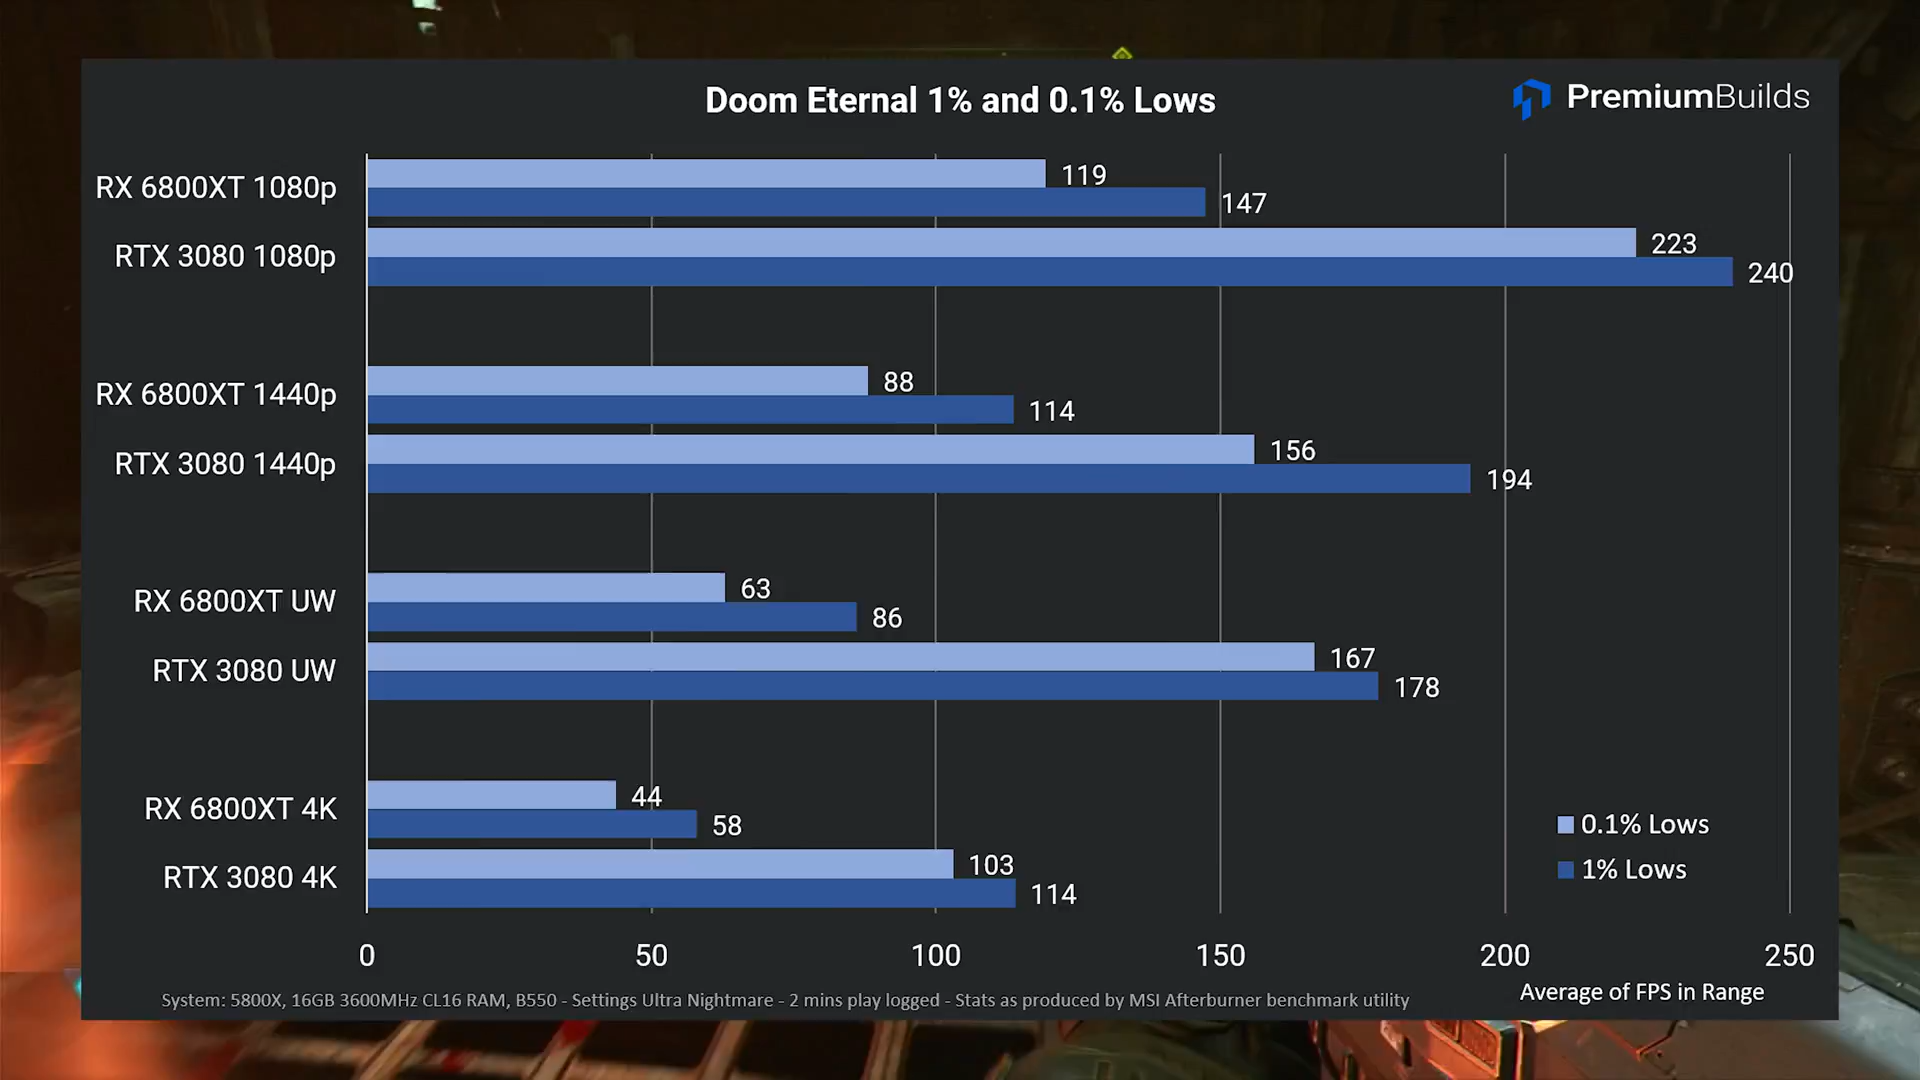 Doom Eternal 1% and 0.1% Lows
PremiumBuilds
RX 6800XT 1080p
119
147
RTX 3080 1080p
223
240
RX 6800XT 1440p
88
114
RTX 3080 1440p
156
194
RX 6800XT UW
63
86
RTX 3080 UW
167
178
RX 6800XT 4K
44
58
RTX 3080 4K
103
114
0.1% Lows
1% Lows
0 50 100 150 200 250
Average of FPS in Range
System: 5800X, 16GB 3600MHz CL16 RAM, B550 - Settings Ultra Nightmare - 2 mins play logged - Stats as produced by MSI Afterburner benchmark utility